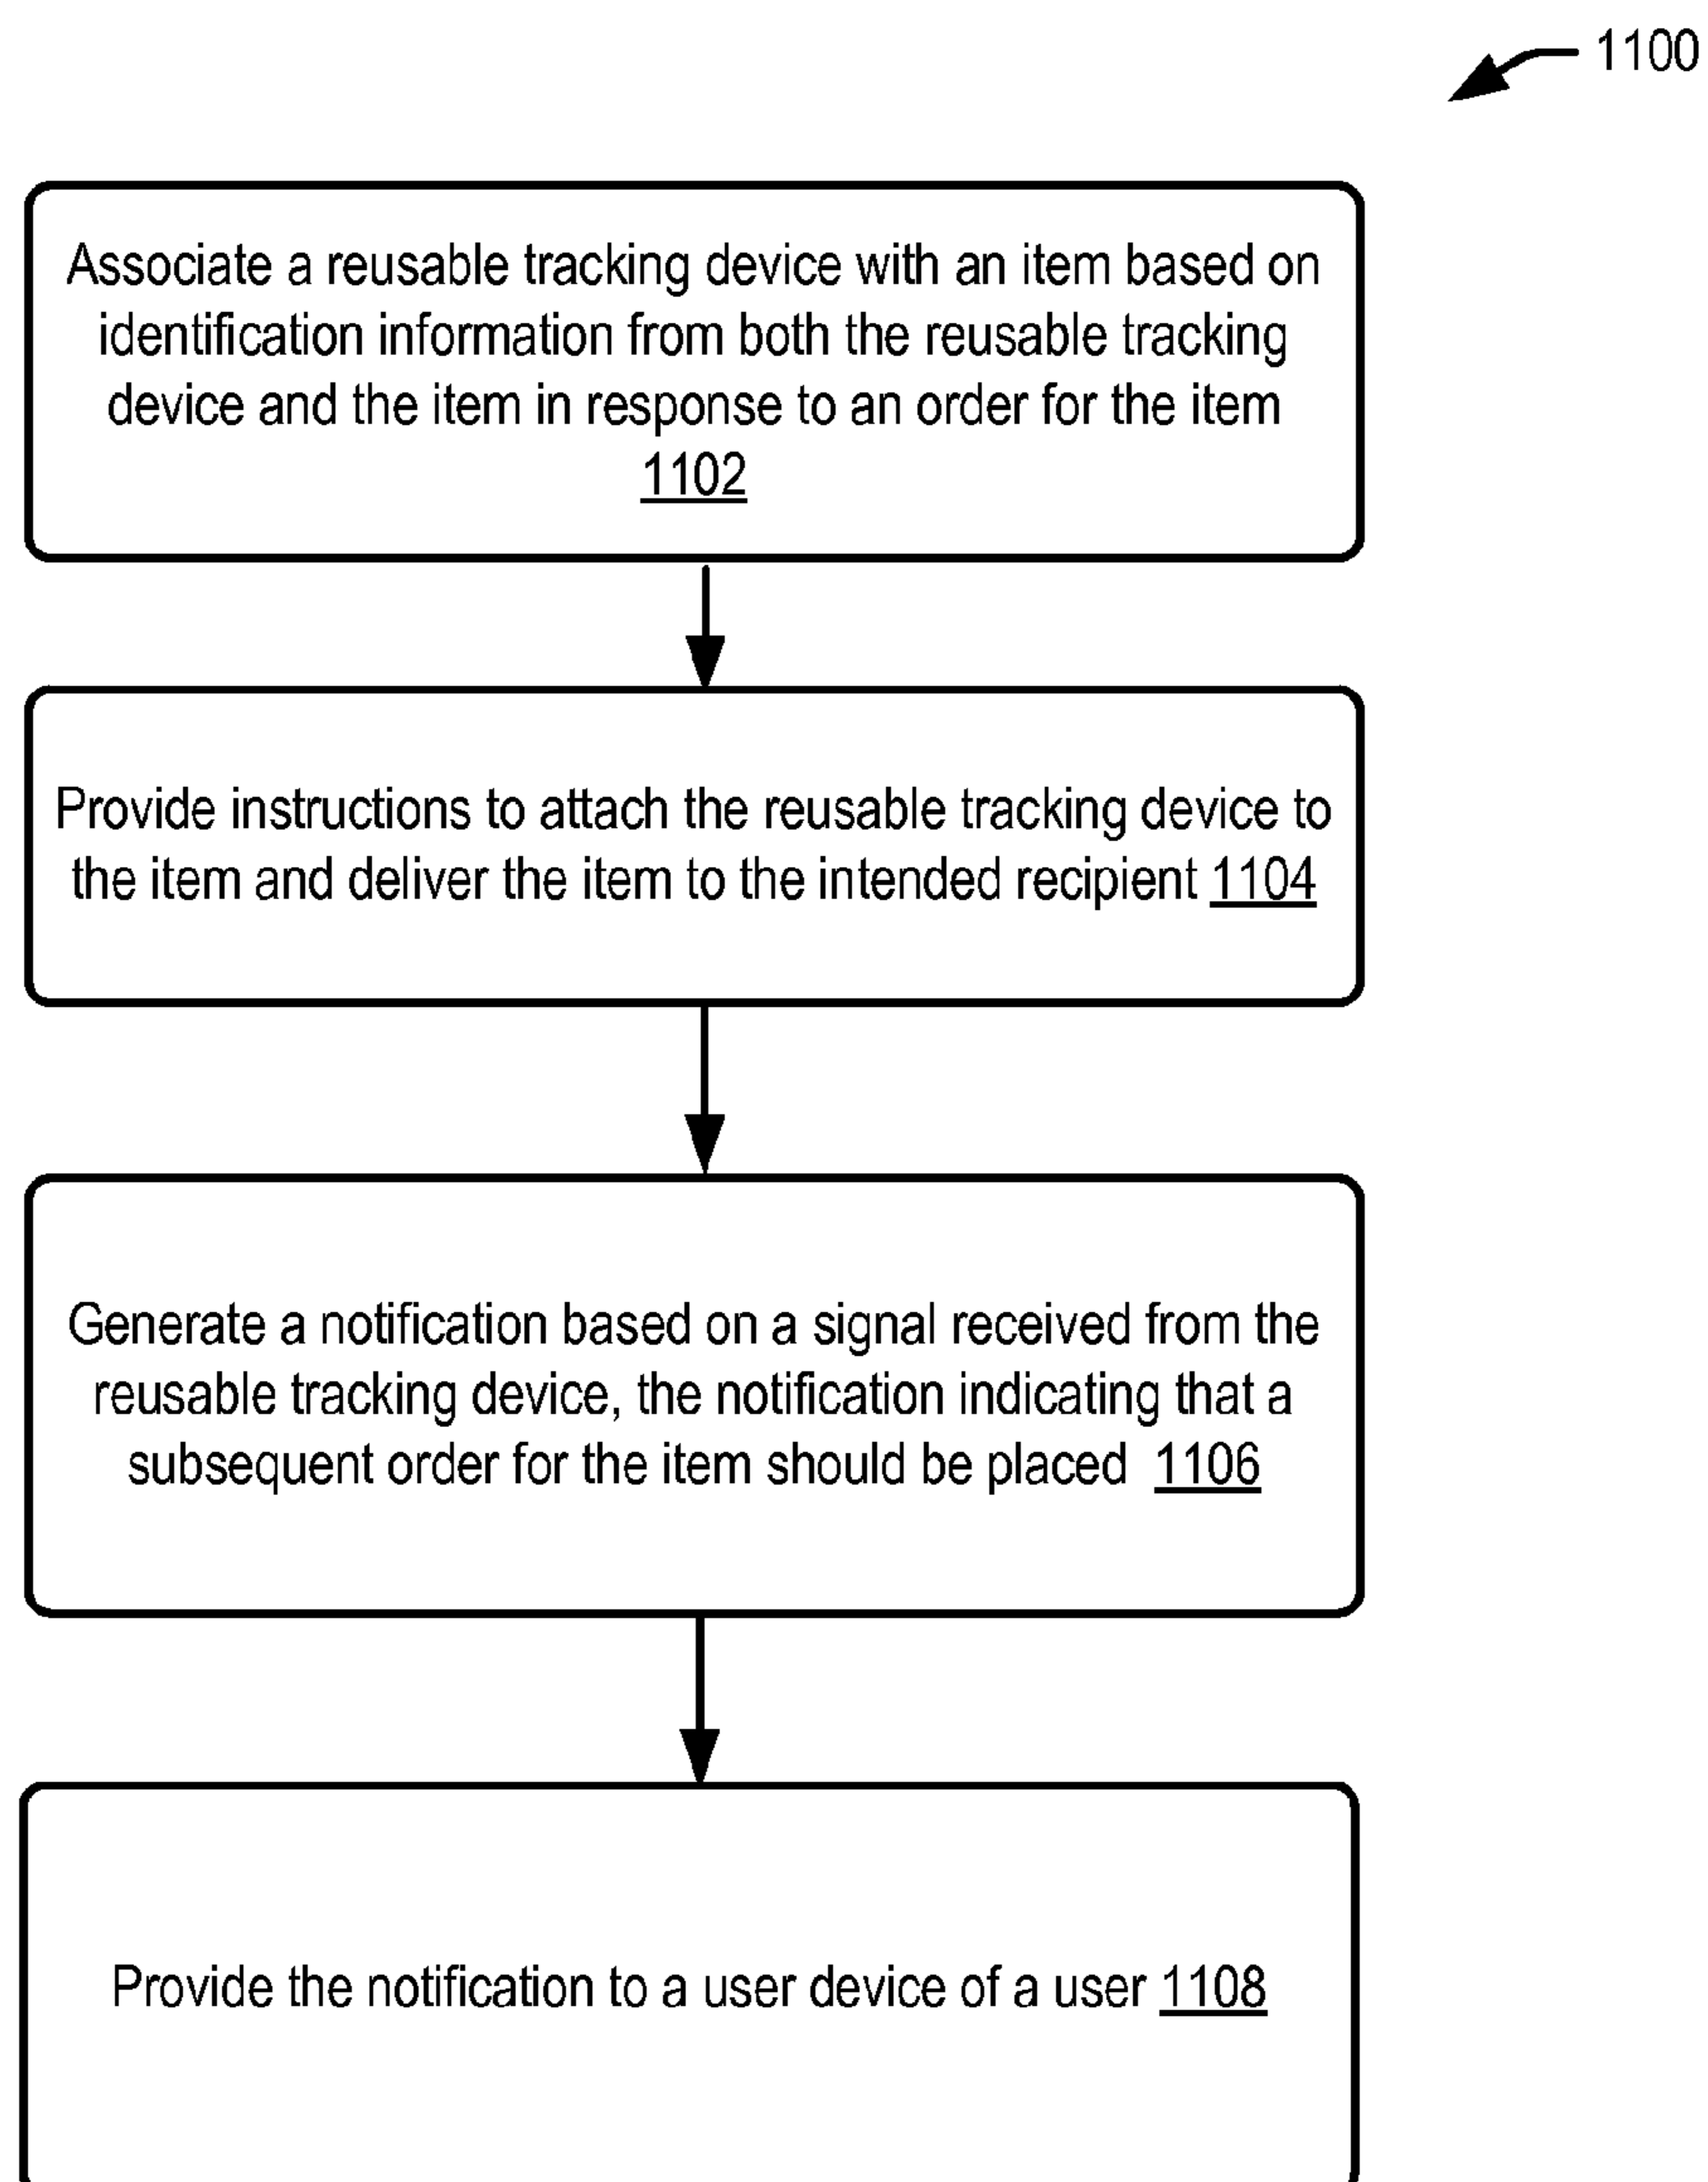 1100
Associate a reusable tracking device with an item based on
identification information from both the reusable tracking
device and the item in response to an order for the item
1102
Provide instructions to attach the reusable tracking device to
the item and deliver the item to the intended recipient 1104
Generate a notification based on a signal received from the
reusable tracking device, the notification indicating that a
subsequent order for the item should be placed 1106
Provide the notification to a user device of a user 1108